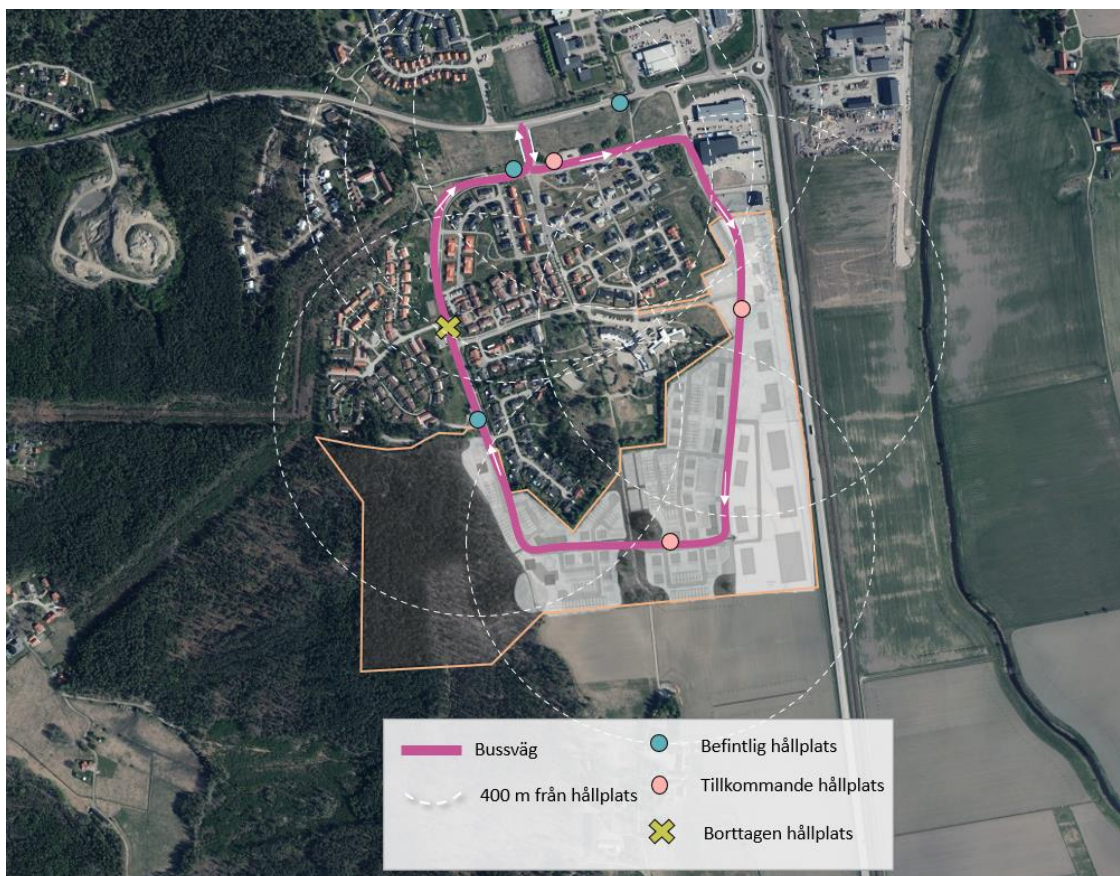 Bussväg
Befintlig hållplats
400 m från hållplats
Tillkommande hållplats
Borttagen hållplats